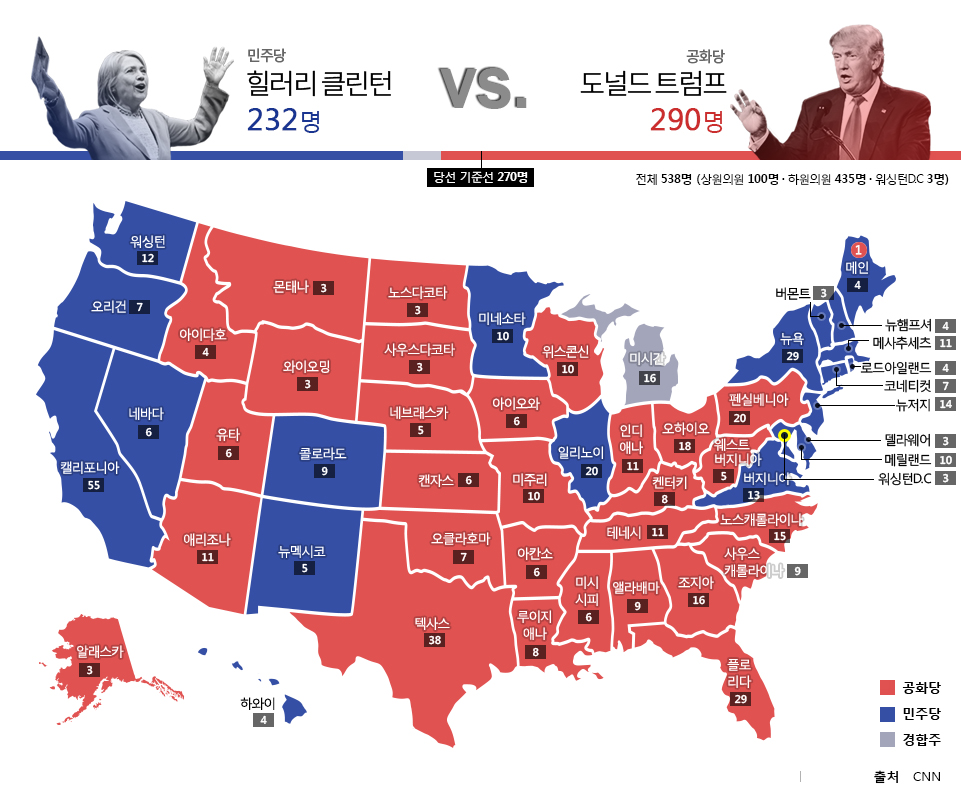 민주당
힐러리 클린턴
232명
VS.
공화당
도널드 트럼프
290명
당선 기준선 270명
전체 538명 (상원의원 100명 · 하원의원 435명 · 워싱턴D.C 3명)
워싱턴
12
오리건 7
아이다호
4
몬태나 3
노스다코타
3
미네소타
10
사우스다코타
3
와이오밍
3
위스콘신
10
미시간
16
네바다
6
유타
6
콜로라도
9
네브래스카
5
아이오와
6
캘리포니아
55
캔자스 6
미주리
10
일리노이
20
인디
애나
11
오하이오
18
펜실베니아
20
뉴욕
29
1
메인
4
버몬트 3
뉴햄프셔 4
메사추세츠 11
로드아일랜드 4
코네티컷 7
뉴저지 14
델라웨어 3
메릴랜드 10
워싱턴D.C 3
웨스트
버지니아
5
버지니아
13
켄터키
8
노스캐롤라이나
15
테네시 11
사우스
캐롤라이나 9
애리조나
11
뉴멕시코
5
오클라호마
7
아칸소
6
미시
시피
6
앨라배마
9
조지아
16
텍사스
38
루이지
애나
8
플로
리다
29
알래스카
3
하와이
4
공화당
민주당
경합주
출처 CNN